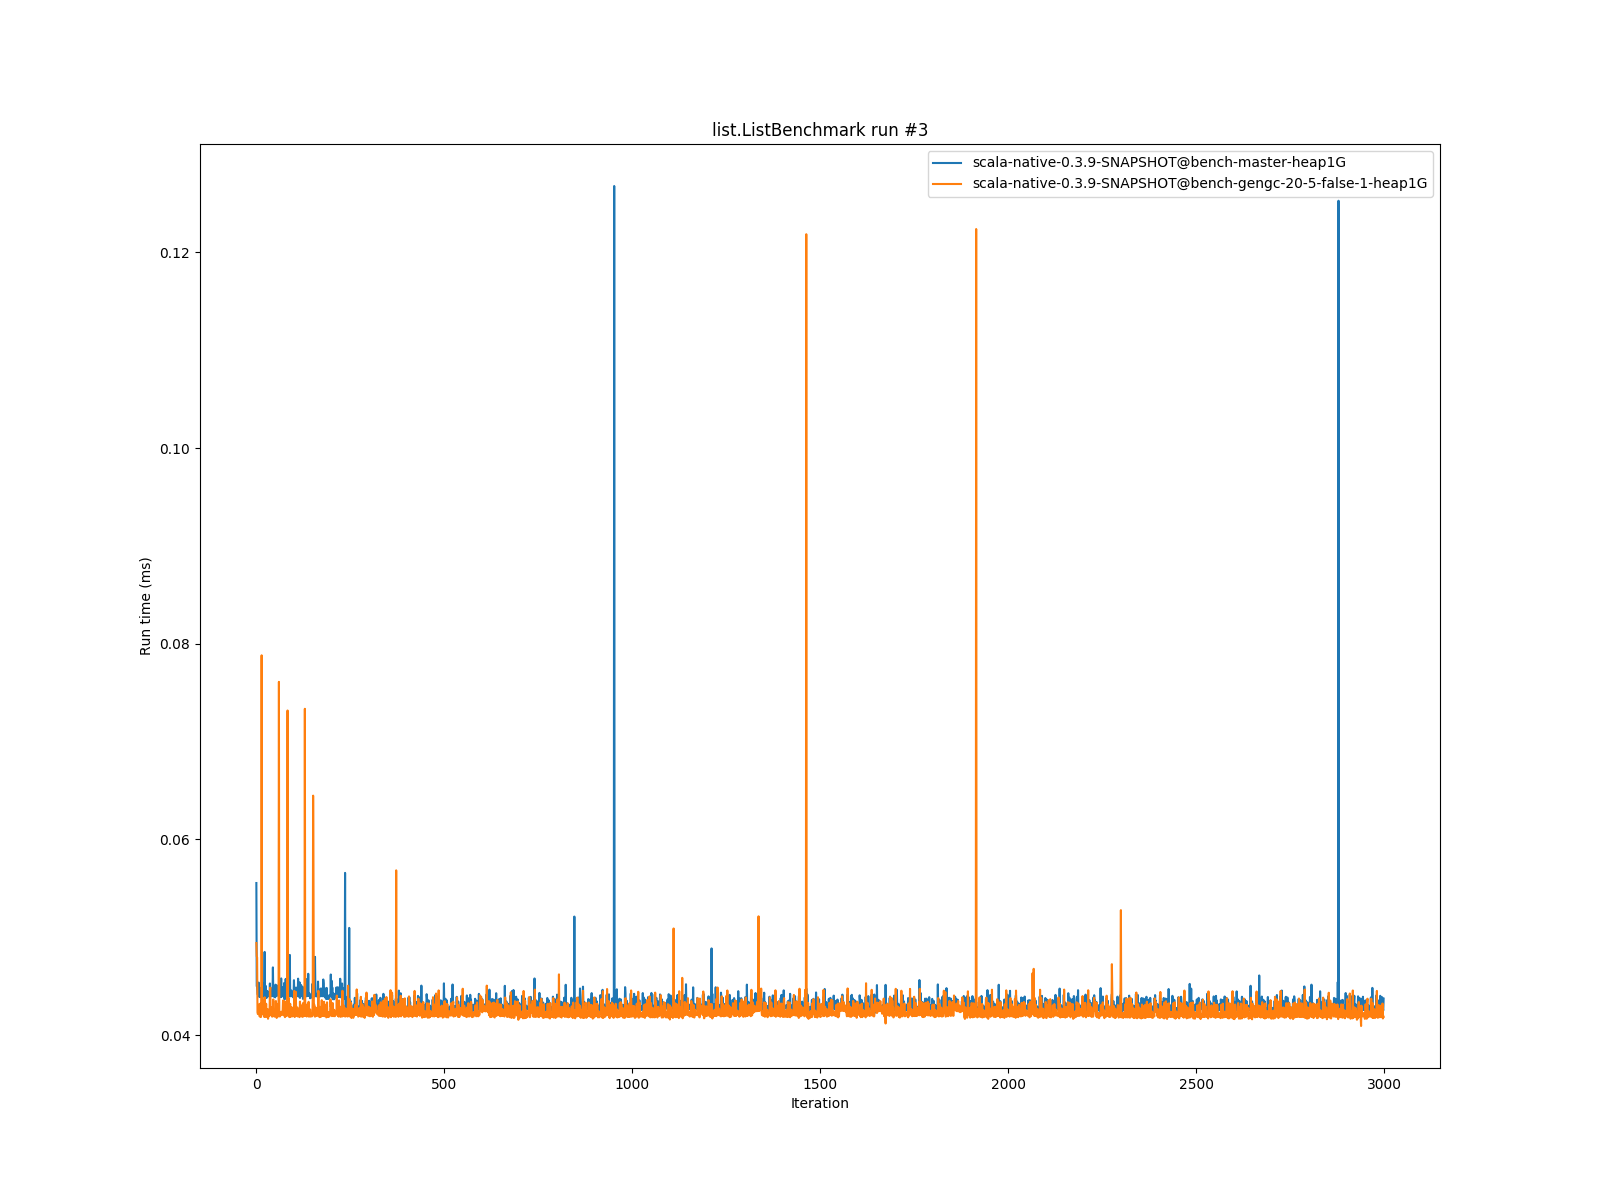 list.ListBenchmark run #3
scala-native-0.3.9-SNAPSHOT@bench-master-heap1G
scala-native-0.3.9-SNAPSHOT@bench-gengc-20-5-false-1-heap1G
0.12
0.10
0.08
0.06
0.04
Run time (ms)
0 500 1000 1500 2000 2500 3000
Iteration